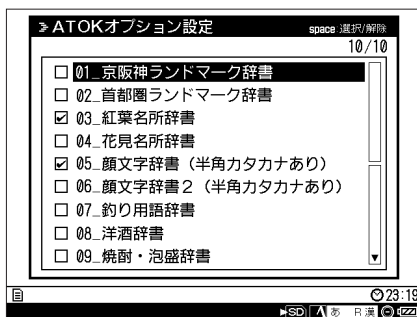 ATOKオプション設定 space:選択/解除
10/10
01_京阪神ランドマーク辞書
02_首都圏ランドマーク辞書
03_紅葉名所辞書
04_花見名所辞書
05_顔文字辞書（半角カタカナあり）
06_顔文字辞書２（半角カタカナあり）
07_釣り用語辞書
08_洋酒辞書
09_焼酎・泡盛辞書
23:19
SD あ R漢